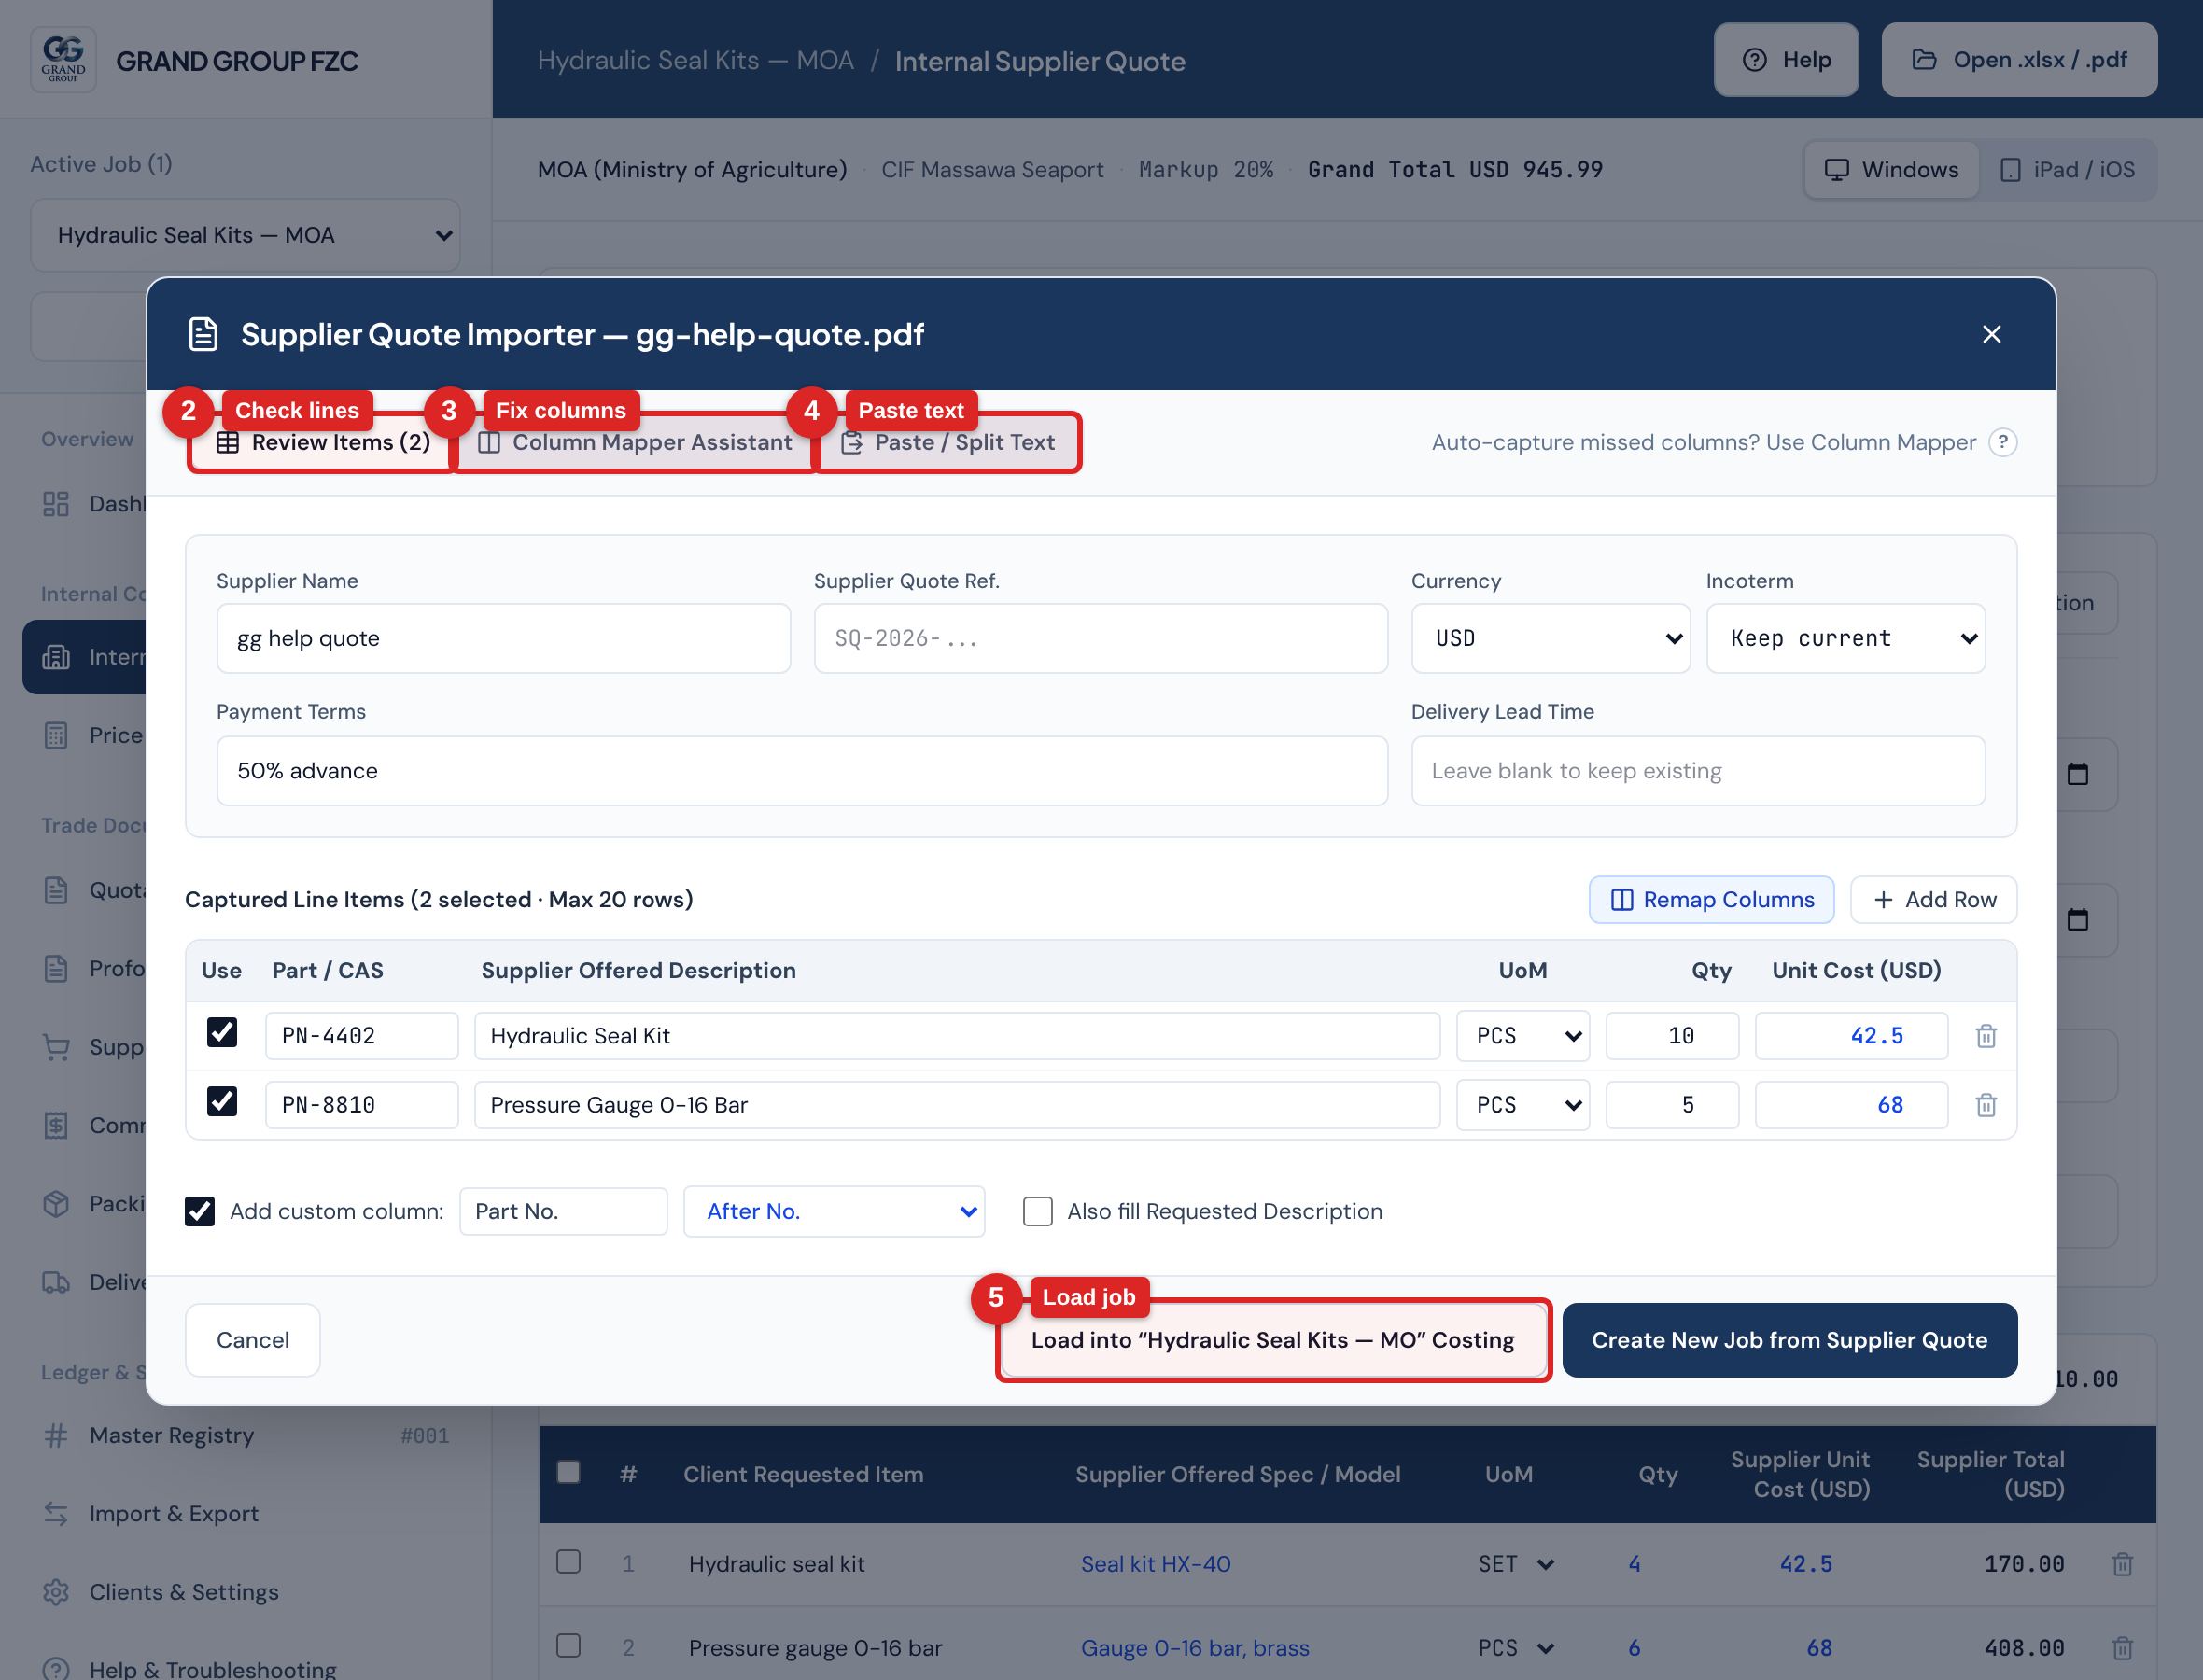 GG GRAND GROUP
GRAND GROUP FZC
Hydraulic Seal Kits — MOA / Internal Supplier Quote
Help
Open .xlsx / .pdf
Active Job (1)
Hydraulic Seal Kits — MOA
MOA (Ministry of Agriculture) · CIF Massawa Seaport · Markup 20% · Grand Total USD 945.99
Windows
iPad / iOS
Supplier Quote Importer — gg-help-quote.pdf
2 Check lines
3 Fix columns
4 Paste text
Review Items (2)
Column Mapper Assistant
Paste / Split Text
Auto-capture missed columns? Use Column Mapper ?
Overview
Dashl
Internal Co
Intern
Price
Trade Docu
Quota
Profo
Supp
Comr
Packi
Delive
Ledger & S
Master Registry #001
Import & Export
Clients & Settings
Help & Troubleshooting
Supplier Name
Supplier Quote Ref.
Currency
Incoterm
gg help quote
SQ-2026-...
USD
Keep current
tion
Payment Terms
Delivery Lead Time
50% advance
Leave blank to keep existing
Captured Line Items (2 selected · Max 20 rows)
Remap Columns
+ Add Row
Use Part / CAS Supplier Offered Description UoM Qty Unit Cost (USD)
PN-4402 Hydraulic Seal Kit PCS 10 42.5
PN-8810 Pressure Gauge 0-16 Bar PCS 5 68
Add custom column: Part No. After No. Also fill Requested Description
5 Load job
Cancel
Load into “Hydraulic Seal Kits — MO” Costing
Create New Job from Supplier Quote
10.00
# Client Requested Item Supplier Offered Spec / Model UoM Qty Supplier Unit Cost (USD) Supplier Total (USD)
1 Hydraulic seal kit Seal kit HX-40 SET 4 42.5 170.00
2 Pressure gauge 0-16 bar Gauge 0-16 bar, brass PCS 6 68 408.00